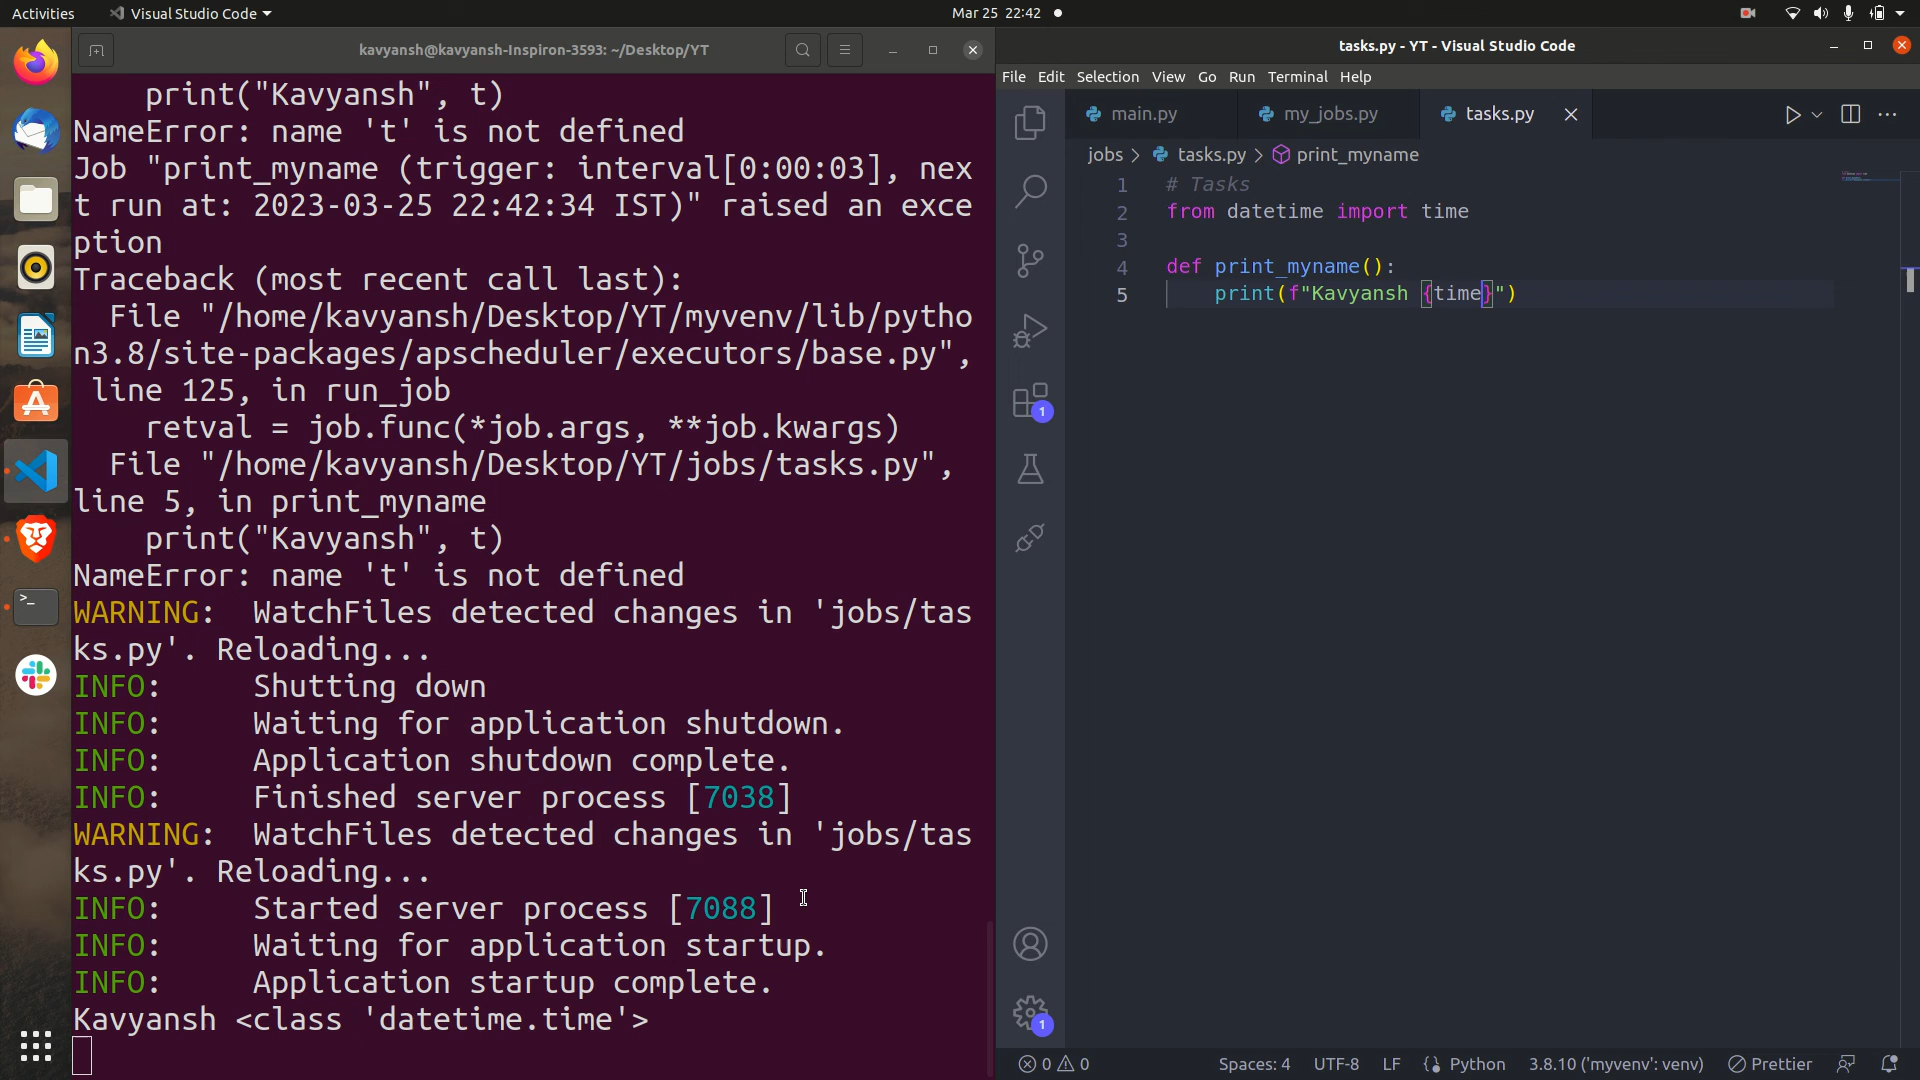 Activities
Visual Studio Code
Mar 25 22:42
kavyansh@kavyansh-Inspiron-3593: ~/Desktop/YT
print("Kavyansh", t)
NameError: name 't' is not defined
Job "print_myname (trigger: interval[0:00:03], nex
t run at: 2023-03-25 22:42:34 IST)" raised an exce
ption
Traceback (most recent call last):
File "/home/kavyansh/Desktop/YT/myvenv/lib/pytho
n3.8/site-packages/apscheduler/executors/base.py",
line 125, in run_job
retval = job.func(*job.args, **job.kwargs)
File "/home/kavyansh/Desktop/YT/jobs/tasks.py",
line 5, in print_myname
print("Kavyansh", t)
NameError: name 't' is not defined
WARNING:  WatchFiles detected changes in 'jobs/tas
ks.py'. Reloading...
INFO:     Shutting down
INFO:     Waiting for application shutdown.
INFO:     Application shutdown complete.
INFO:     Finished server process [7038]
WARNING:  WatchFiles detected changes in 'jobs/tas
ks.py'. Reloading...
INFO:     Started server process [7088]
INFO:     Waiting for application startup.
INFO:     Application startup complete.
Kavyansh <class 'datetime.time'>
tasks.py - YT - Visual Studio Code
File Edit Selection View Go Run Terminal Help
main.py my_jobs.py tasks.py
jobs > tasks.py > print_myname
1 # Tasks
2 from datetime import time
3
4 def print_myname():
5     print(f"Kavyansh {time}")
1
1
0 0 Spaces: 4 UTF-8 LF Python 3.8.10 ('myvenv': venv) Prettier